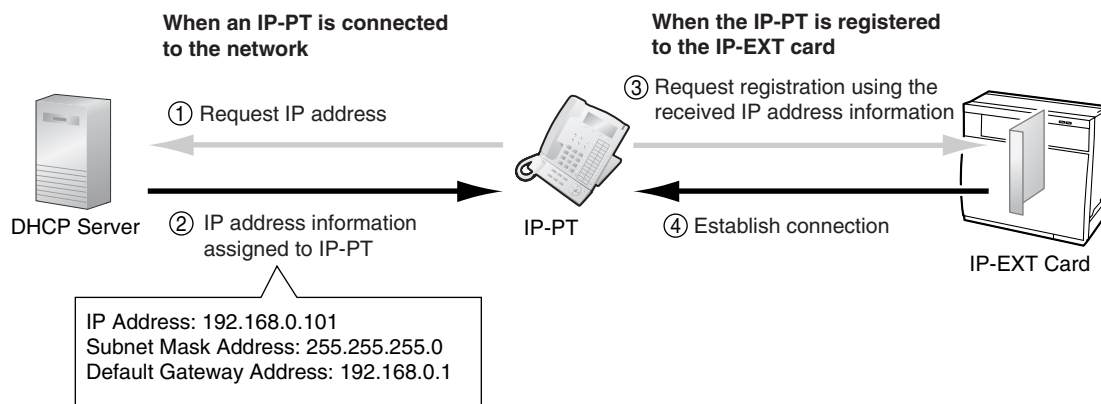 When an IP-PT is connected
to the network
When the IP-PT is registered
to the IP-EXT card
① Request IP address
③ Request registration using the
received IP address information
DHCP Server
② IP address information
assigned to IP-PT
IP-PT
④ Establish connection
IP-EXT Card
IP Address: 192.168.0.101
Subnet Mask Address: 255.255.255.0
Default Gateway Address: 192.168.0.1